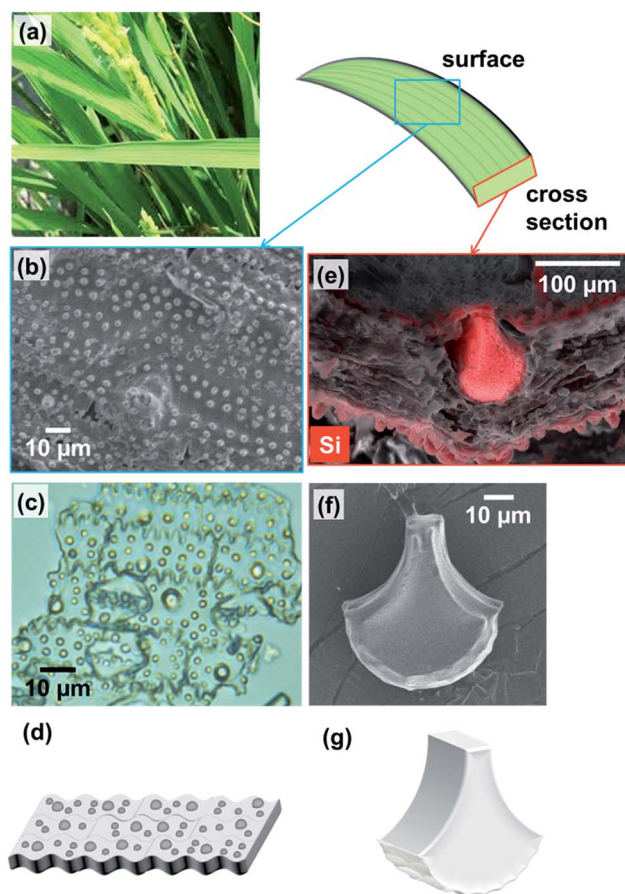 (a)
surface
cross
section
(b)
10 µm
(e)
100 µm
Si
(c)
10 µm
(f)
10 µm
(d)
(g)